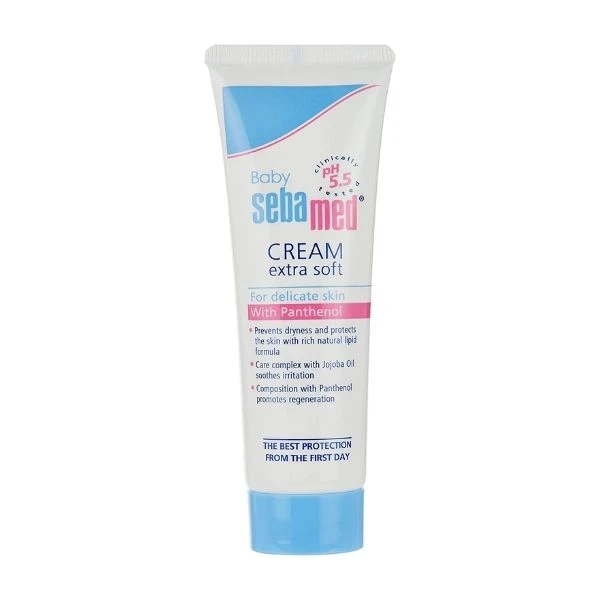 Baby
clinically
pH
5.5
tested
sebamed®
CREAM
extra soft
For delicate skin
With Panthenol
• Prevents dryness and protects
the skin with rich natural lipid
formula
• Care complex with Jojoba Oil
soothes irritation
• Composition with Panthenol
promotes regeneration
THE BEST PROTECTION
FROM THE FIRST DAY